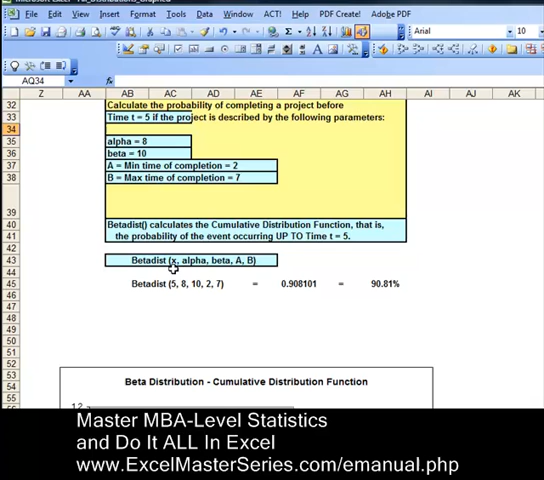 File Edit View Insert Format Tools Data Window ACT! Help PDF Create! Adobe PDF
Arial 10
AQ34
Z AA AB AC AD AE AF AG AH AI AJ AK
32 Calculate the probability of completing a project before
33 Time t = 5 if the project is described by the following parameters:
34
35 alpha = 8
36 beta = 10
37 A = Min time of completion = 2
38 B = Max time of completion = 7
39
40 Betadist() calculates the Cumulative Distribution Function, that is,
41 the probability of the event occurring UP TO Time t = 5.
42
43 Betadist (x, alpha, beta, A, B)
44
45 Betadist (5, 8, 10, 2, 7) = 0.908101 = 90.81%
46
47
48
49
50
51
52
53 Beta Distribution - Cumulative Distribution Function
54
55 1.2
Master MBA-Level Statistics
and Do It ALL In Excel
www.ExcelMasterSeries.com/emanual.php